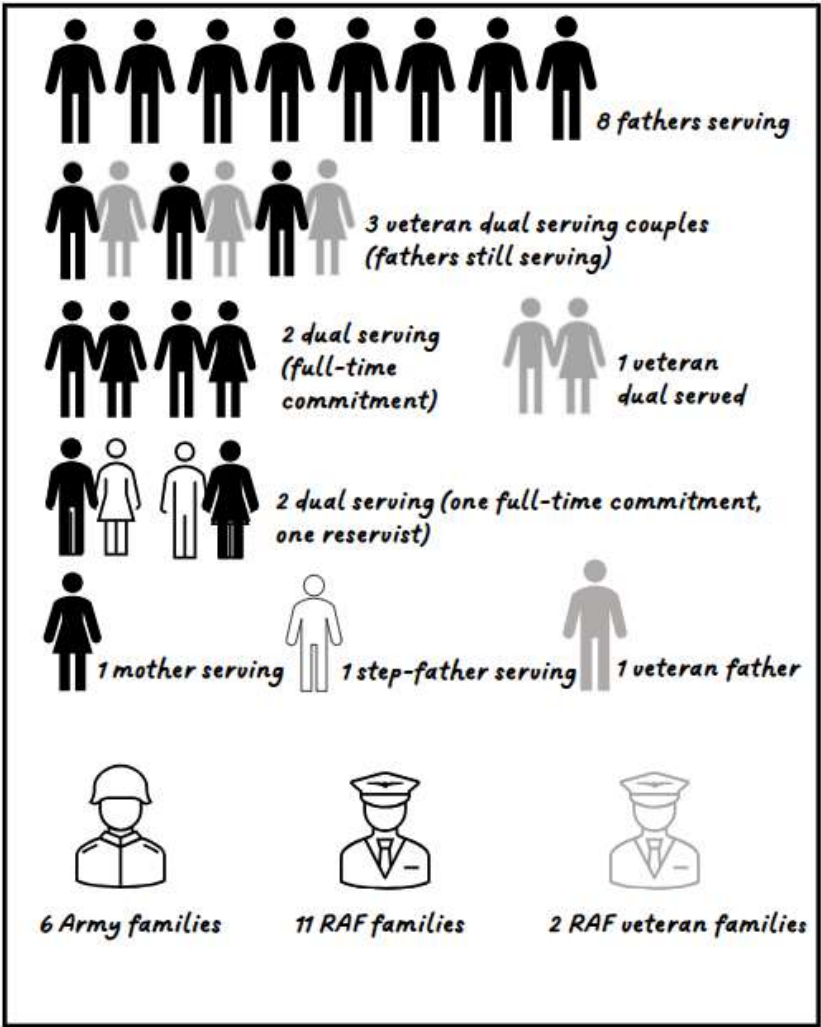 8 fathers serving
3 veteran dual serving couples
(fathers still serving)
2 dual serving
(full-time
commitment)
1 veteran
dual served
2 dual serving (one full-time commitment,
one reservist)
1 mother serving
1 step-father serving
1 veteran father
6 Army families
11 RAF families
2 RAF veteran families